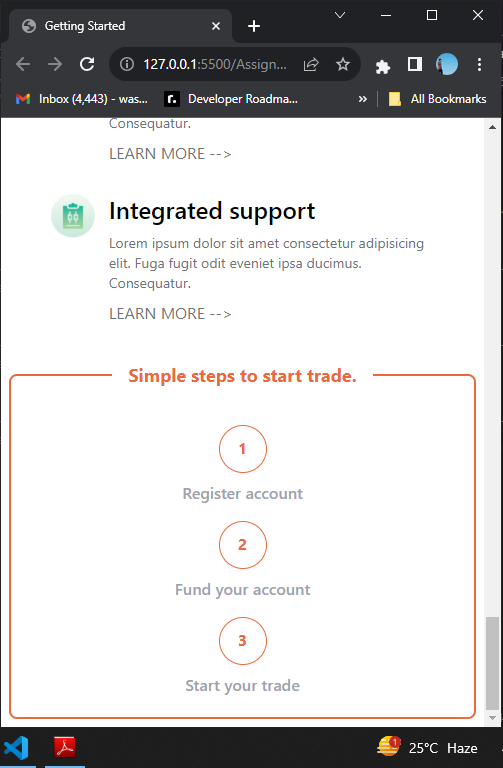 Getting Started
127.0.0.1:5500/Assign...
Inbox (4,443) - was...
Developer Roadma...
»
All Bookmarks
Consequatur.
LEARN MORE -->
Integrated support
Lorem ipsum dolor sit amet consectetur adipisicing
elit. Fuga fugit odit eveniet ipsa ducimus.
Consequatur.
LEARN MORE -->
Simple steps to start trade.
1
Register account
2
Fund your account
3
Start your trade
1
25°C Haze